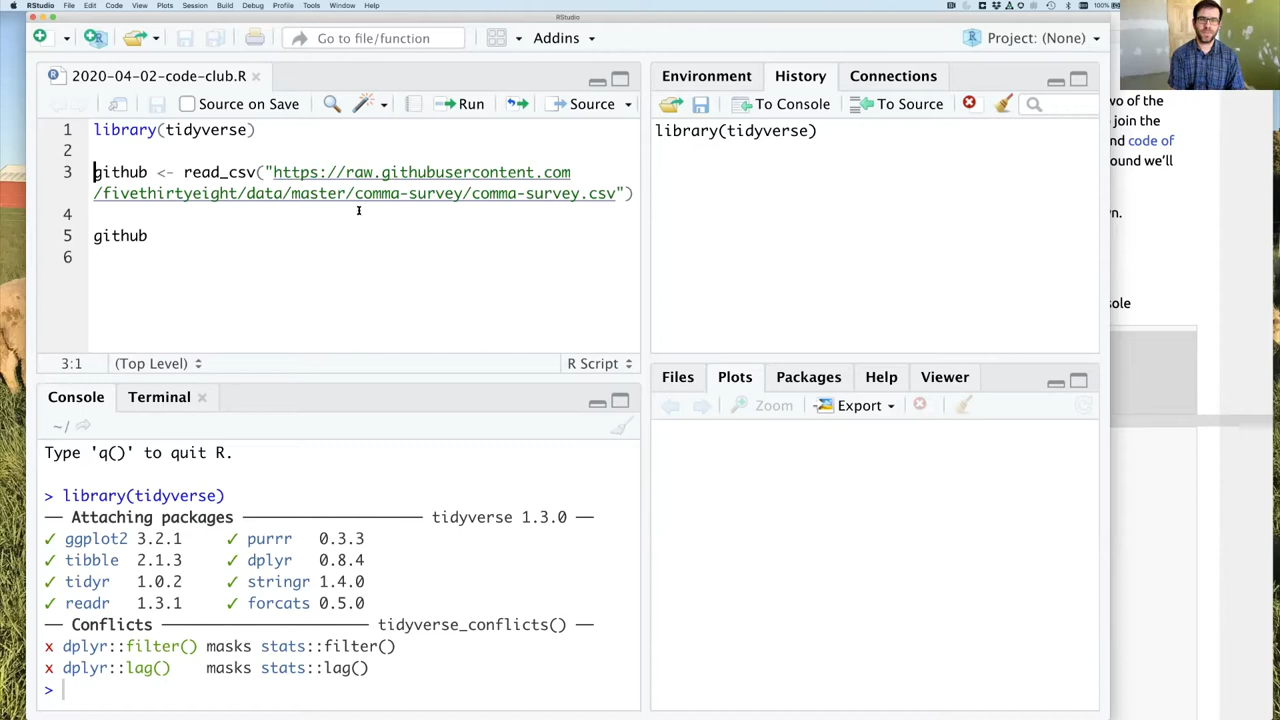 RStudio File Edit Code View Plots Session Build Debug Profile Tools Window Help 100%
RStudio
Go to file/function Addins Project: (None)
2020-04-02-code-club.R
Source on Save Run Source
1 library(tidyverse)
2
3 github <- read_csv("https://raw.githubusercontent.com
/fivethirtyeight/data/master/comma-survey/comma-survey.csv")
4
5 github
6
3:1 (Top Level) R Script
Console Terminal
~/
Type 'q()' to quit R.
> library(tidyverse)
── Attaching packages ──────── tidyverse 1.3.0 ──
✓ ggplot2 3.2.1 ✓ purrr 0.3.3
✓ tibble 2.1.3 ✓ dplyr 0.8.4
✓ tidyr 1.0.2 ✓ stringr 1.4.0
✓ readr 1.3.1 ✓ forcats 0.5.0
── Conflicts ──────── tidyverse_conflicts() ──
x dplyr::filter() masks stats::filter()
x dplyr::lag() masks stats::lag()
>
Environment History Connections
To Console To Source
library(tidyverse)
Files Plots Packages Help Viewer
Zoom Export
two of the
to join the
code of
we'll